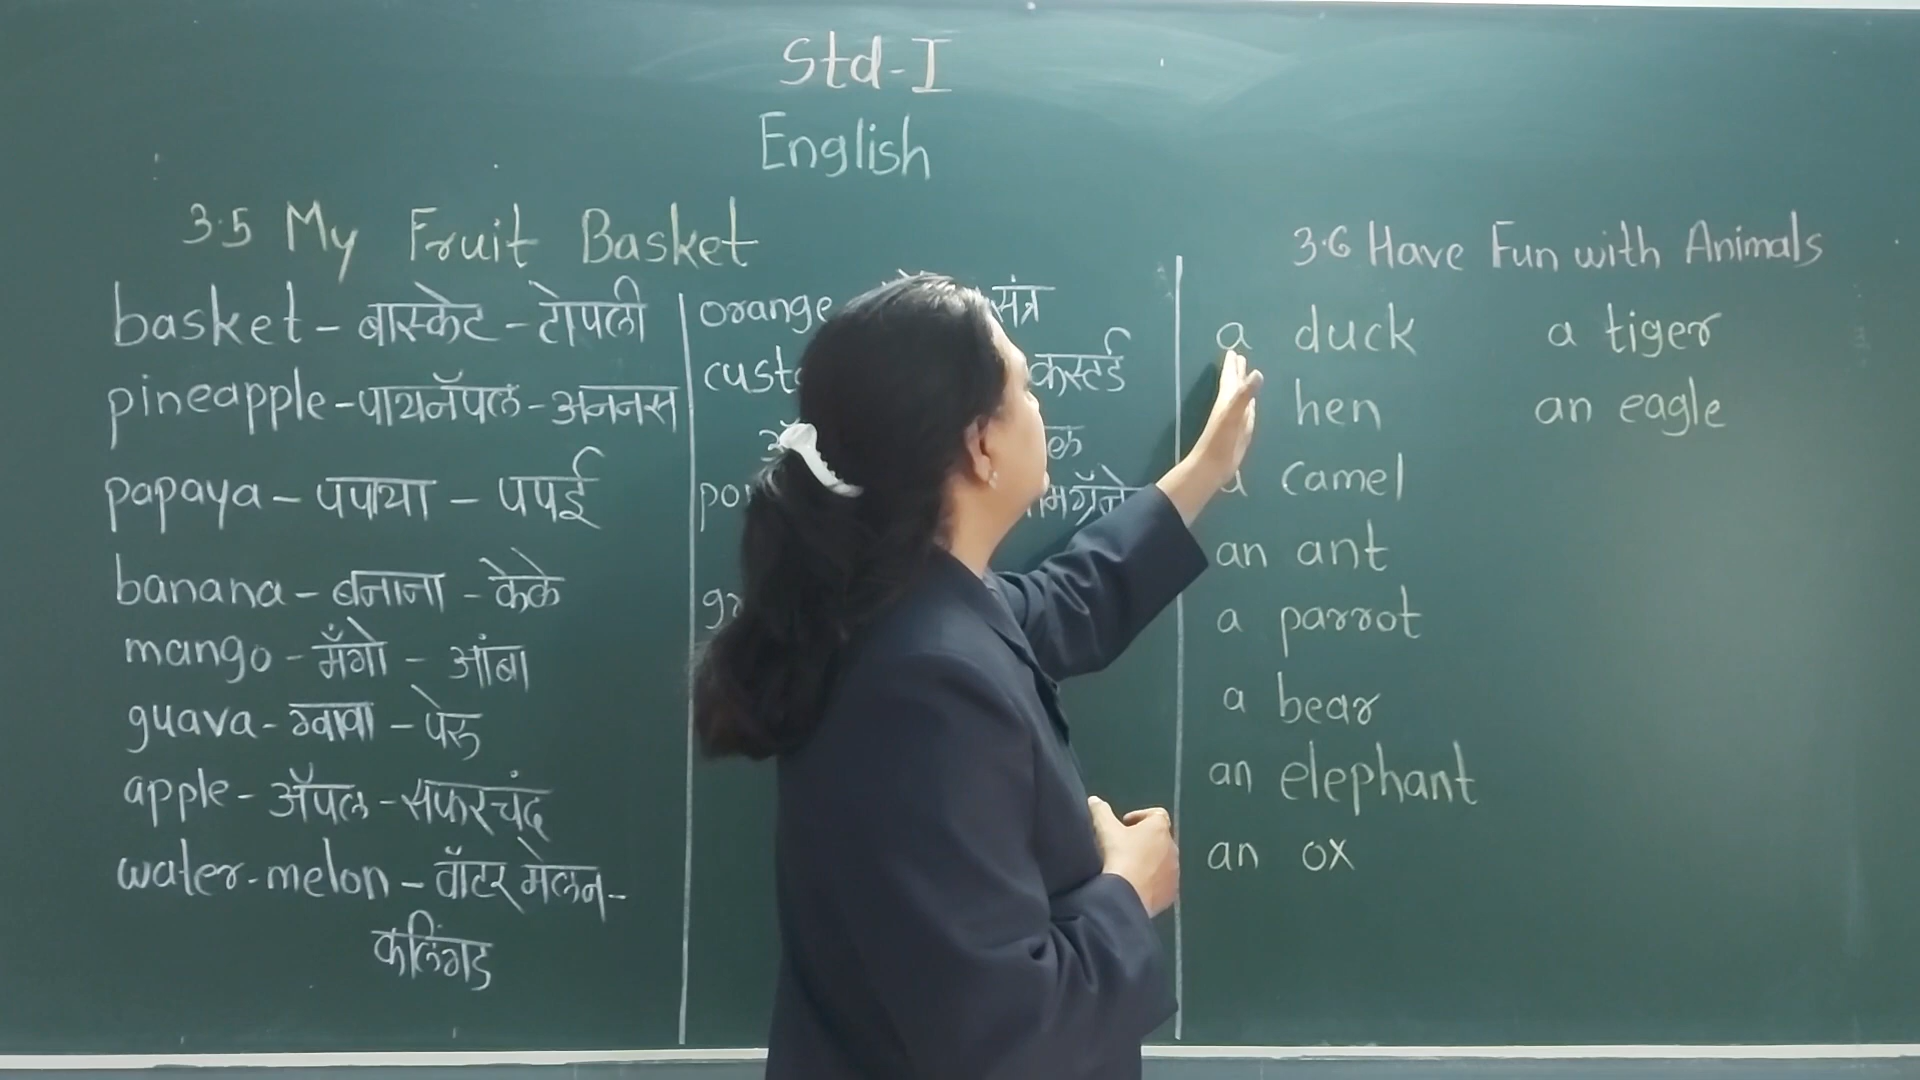 Std-I
English
3.5 My Fruit Basket
basket - बास्केट - टोपली
pineapple - पायनॅपल - अननस
papaya - पपाया - पपई
banana - बनाना - केळे
mango - मँगो - आंबा
guava - ग्वावा - पेरू
apple - ॲपल - सफरचंद
water-melon - वॉटर मेलन -
कलिंगड
orange संत्र
कस्टर्ड
3.6 Have Fun with Animals
a duck
hen
a camel
an ant
a parrot
a bear
an elephant
an ox
a tiger
an eagle